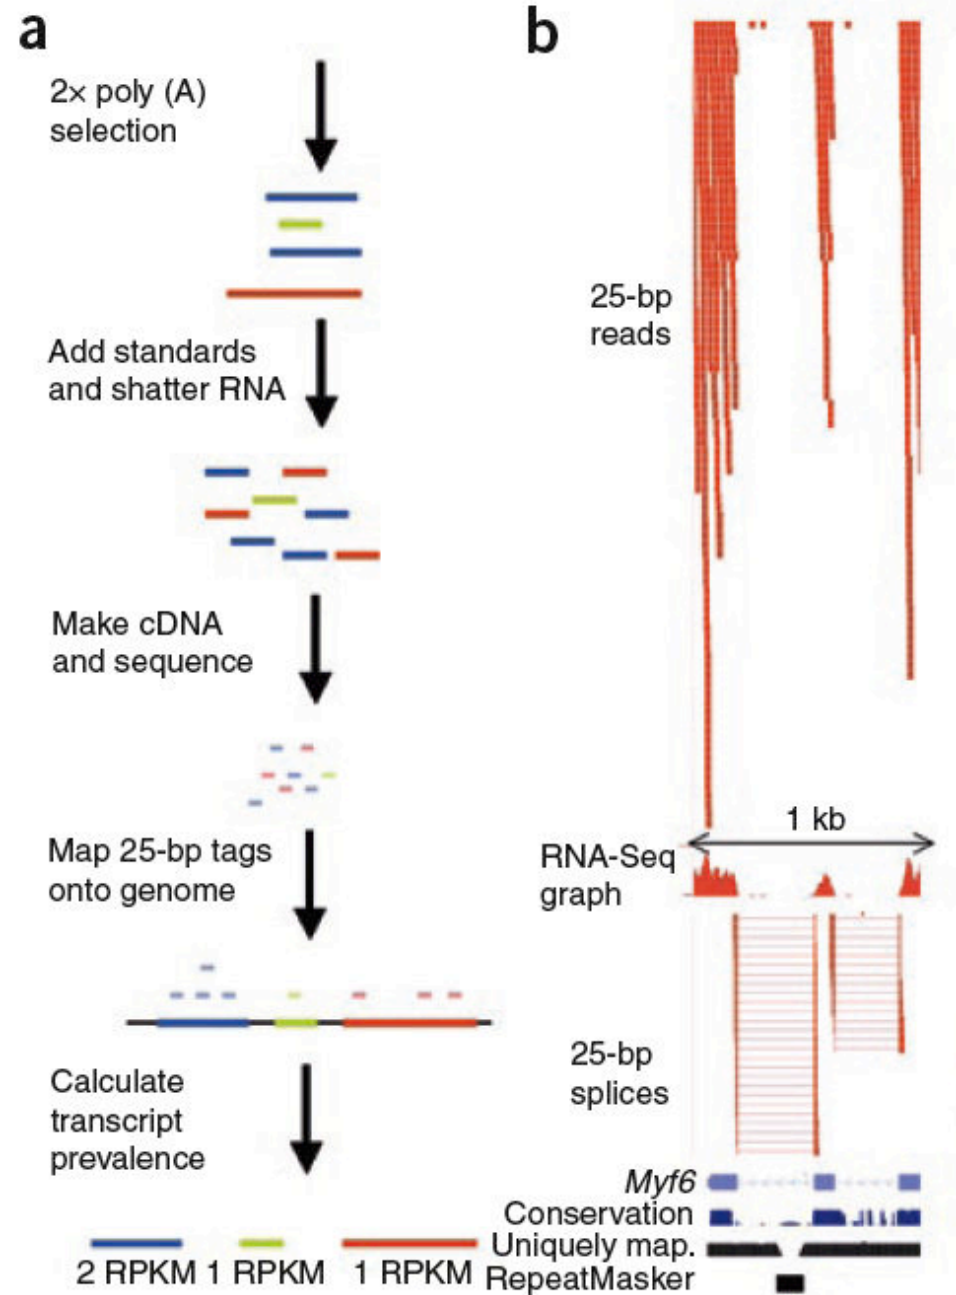 a
2× poly (A)
selection
Add standards
and shatter RNA
Make cDNA
and sequence
Map 25-bp tags
onto genome
Calculate
transcript
prevalence
2 RPKM 1 RPKM 1 RPKM
b
25-bp
reads
1 kb
RNA-Seq
graph
25-bp
splices
Myf6
Conservation
Uniquely map.
RepeatMasker